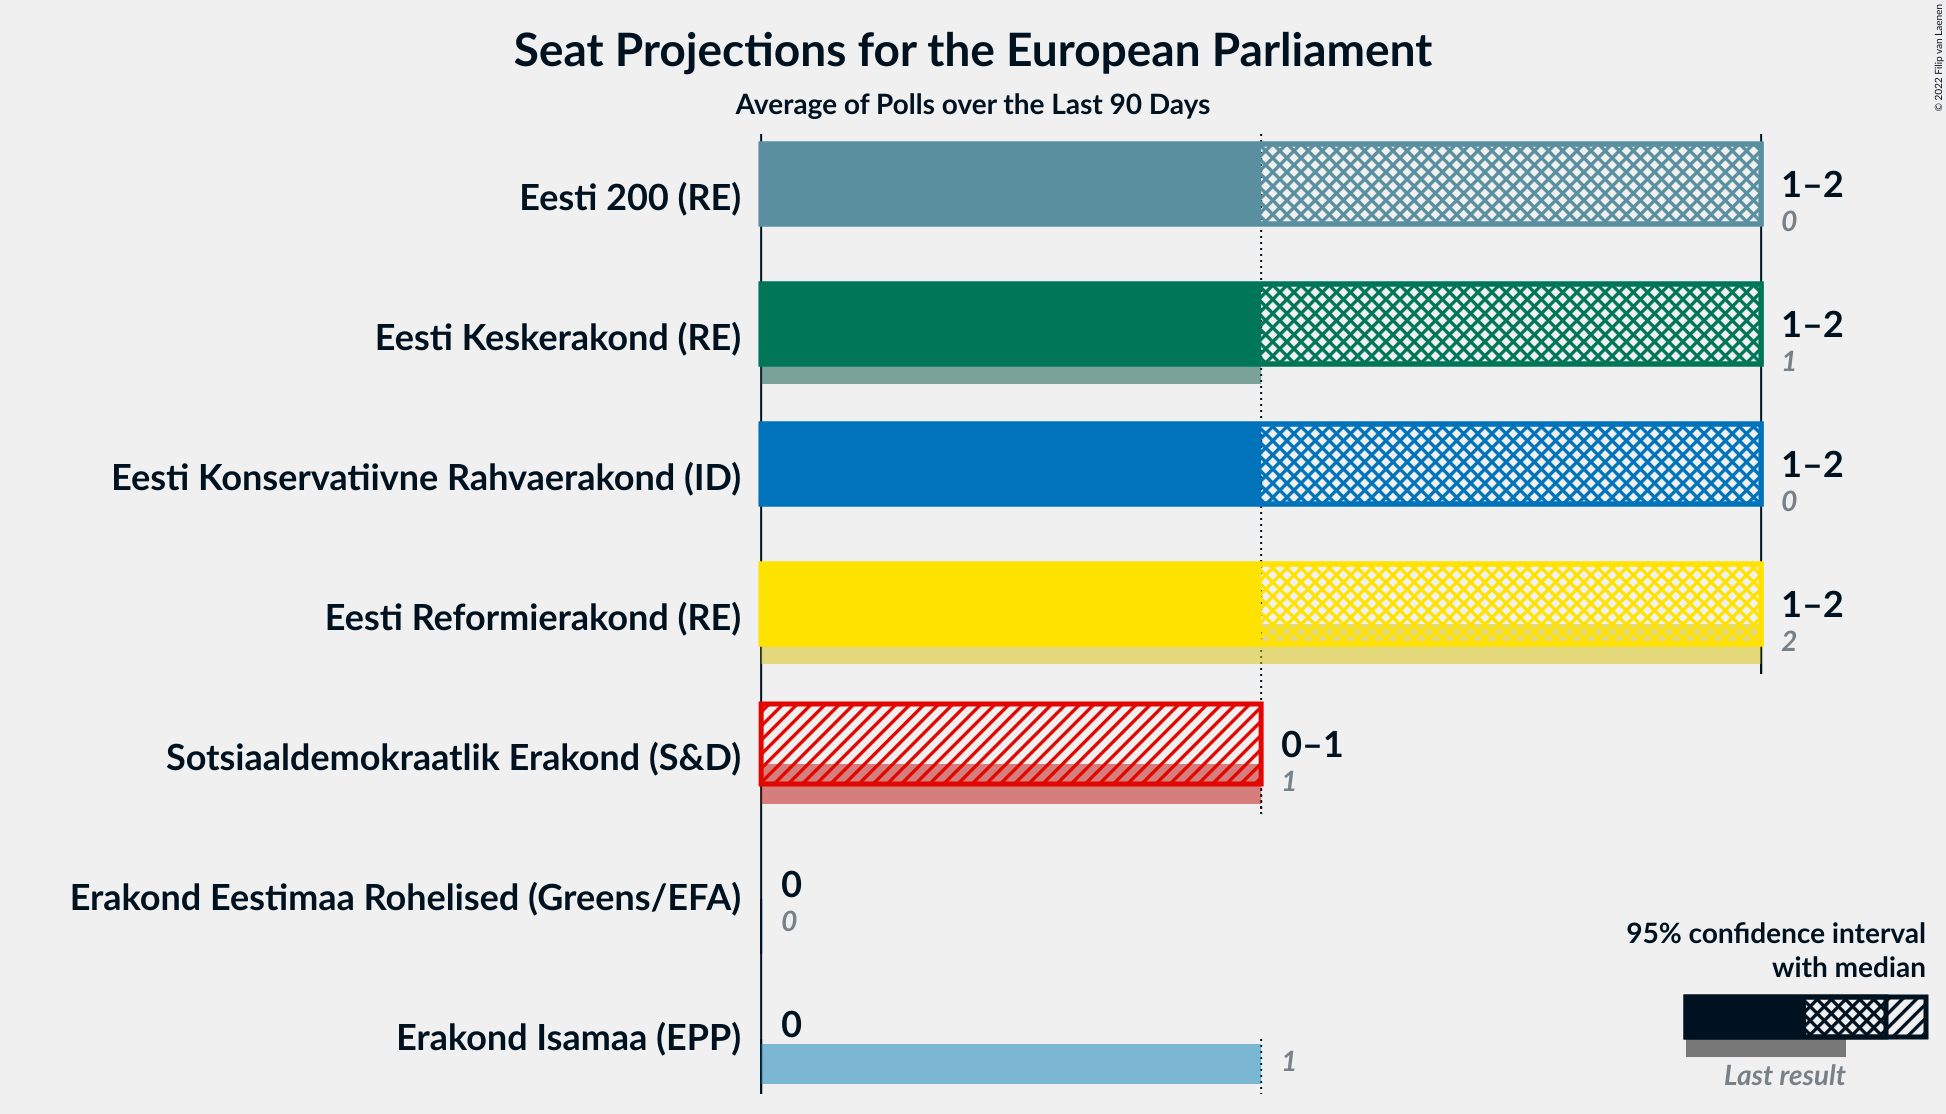 Seat Projections for the European Parliament
Average of Polls over the Last 90 Days
© 2022 Filip van Laenen
Eesti 200 (RE)
1–2
0
Eesti Keskerakond (RE)
1–2
1
Eesti Konservatiivne Rahvaerakond (ID)
1–2
0
Eesti Reformierakond (RE)
1–2
2
Sotsiaaldemokraatlik Erakond (S&D)
0–1
1
Erakond Eestimaa Rohelised (Greens/EFA)
0
0
Erakond Isamaa (EPP)
0
1
95% confidence interval
with median
Last result